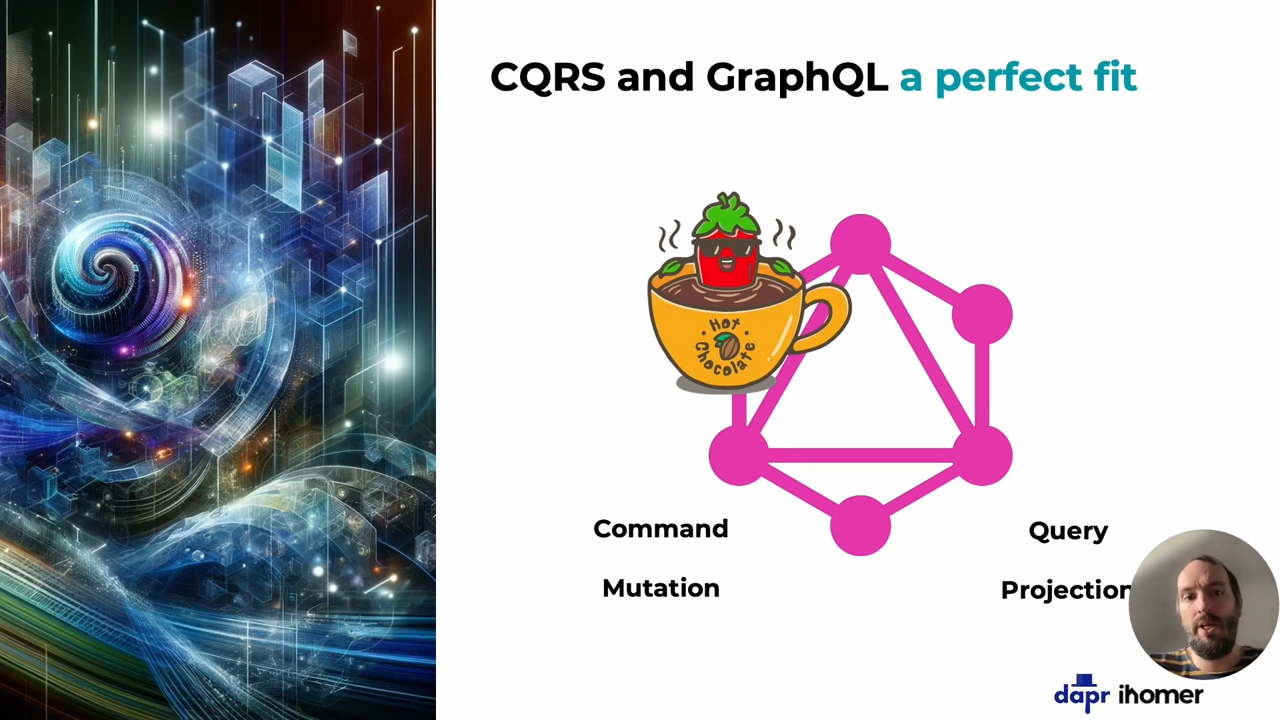 CQRS and GraphQL a perfect fit
Hot
Chocolate
Command
Query
Mutation
Projection
dapr ihomer